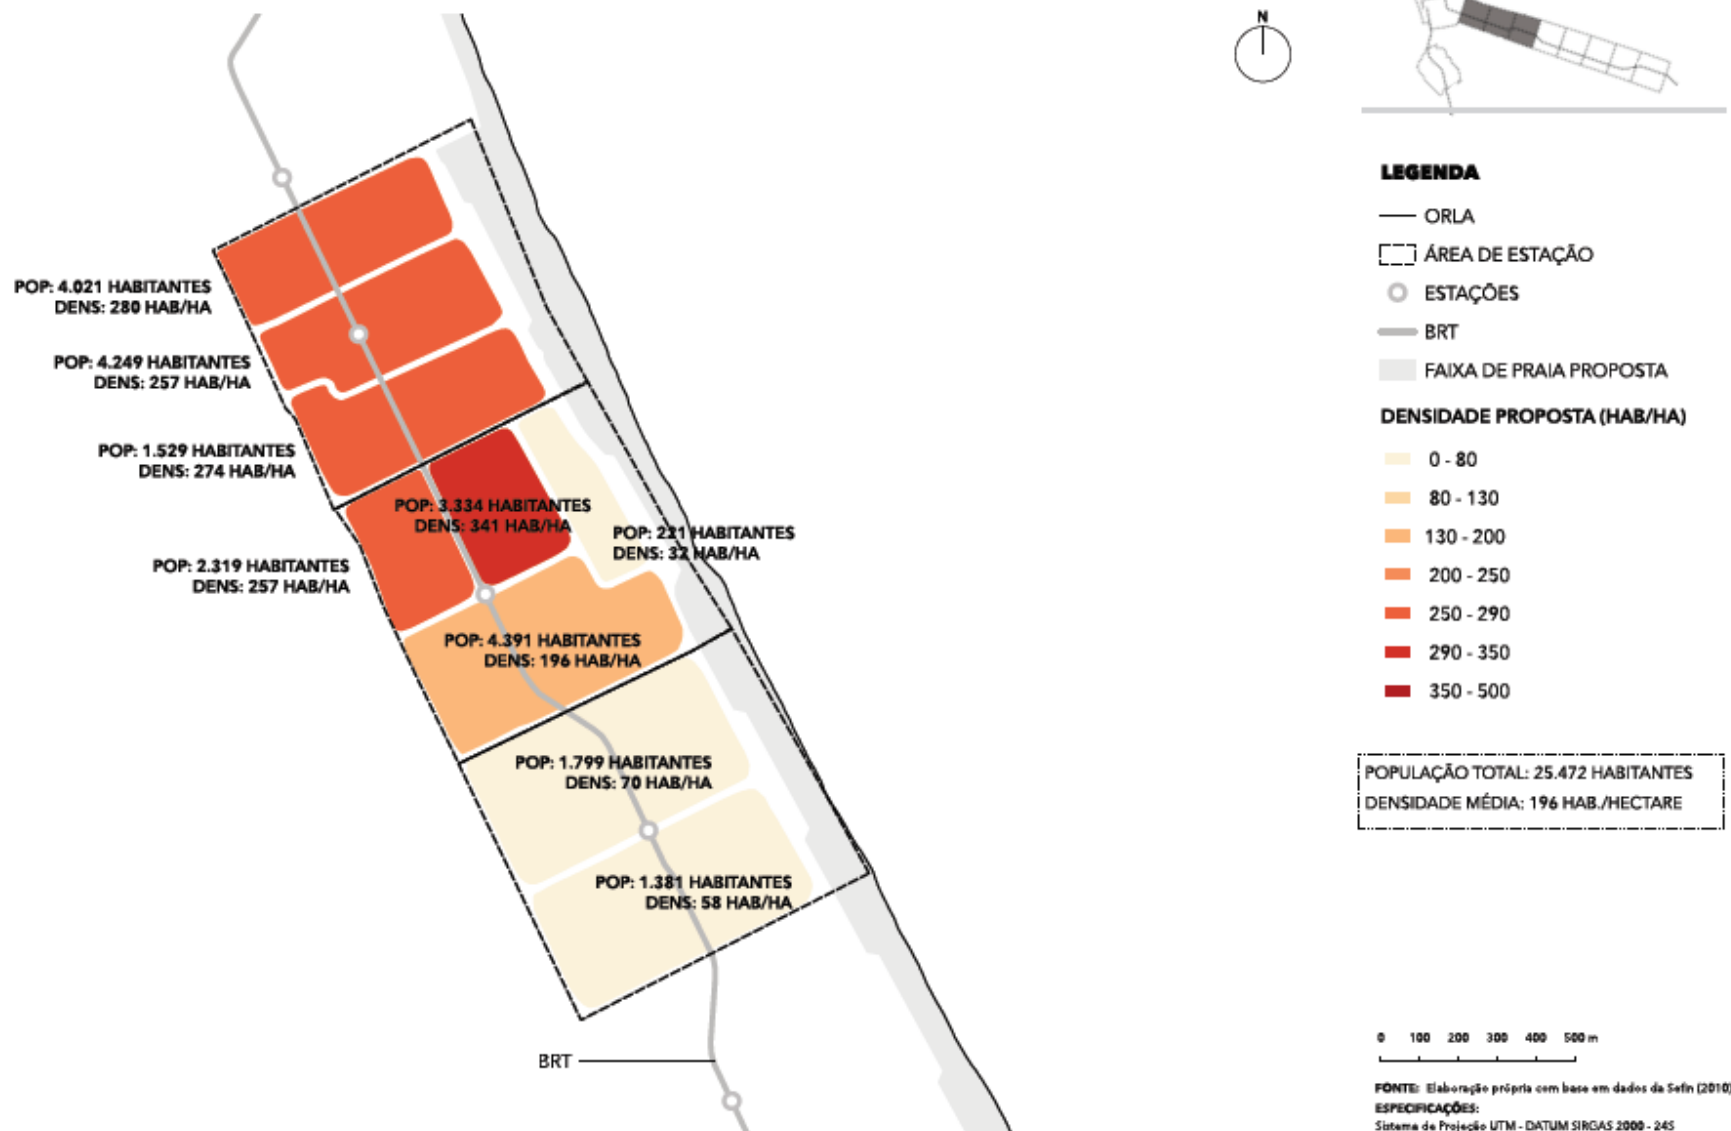 N
POP: 4.021 HABITANTES
DENS: 280 HAB/HA
POP: 4.249 HABITANTES
DENS: 257 HAB/HA
POP: 1.529 HABITANTES
DENS: 274 HAB/HA
POP: 3.334 HABITANTES
DENS: 341 HAB/HA
POP: 221 HABITANTES
DENS: 32 HAB/HA
POP: 2.319 HABITANTES
DENS: 257 HAB/HA
POP: 4.391 HABITANTES
DENS: 196 HAB/HA
POP: 1.799 HABITANTES
DENS: 70 HAB/HA
POP: 1.381 HABITANTES
DENS: 58 HAB/HA
BRT
LEGENDA
ORLA
ÁREA DE ESTAÇÃO
ESTAÇÕES
BRT
FAIXA DE PRAIA PROPOSTA
DENSIDADE PROPOSTA (HAB/HA)
0 - 80
80 - 130
130 - 200
200 - 250
250 - 290
290 - 350
350 - 500
POPULAÇÃO TOTAL: 25.472 HABITANTES
DENSIDADE MÉDIA: 196 HAB./HECTARE
0 100 200 300 400 500 m
FONTE: Elaboração própria com base em dados da Sefin (2010)
ESPECIFICAÇÕES:
Sistema de Projeção UTM - DATUM SIRGAS 2000 - 24S